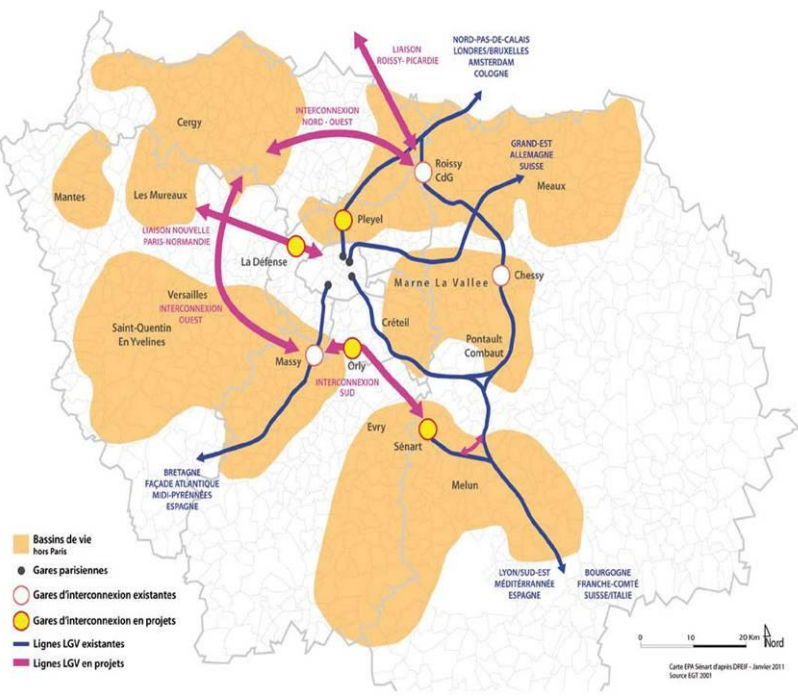 NORD-PAS-DE-CALAIS
LONDRES/BRUXELLES
AMSTERDAM
COLOGNE
LIAISON
ROISSY- PICARDIE
INTERCONNEXION
NORD - OUEST
Cergy
GRAND-EST
ALLEMAGNE
SUISSE
Roissy
CdG
Meaux
Mantes
Les Mureaux
Pleyel
LIAISON NOUVELLE
PARIS-NORMANDIE
La Défense
Marne La Vallee
Chessy
Versailles
INTERCONNEXION
OUEST
Saint-Quentin
En Yvelines
Créteil
Pontault
Combaut
Massy
Orly
INTERCONNEXION
SUD
Evry
Sénart
Melun
BRETAGNE
FAÇADE ATLANTIQUE
MIDI-PYRÉNNÉES
ESPAGNE
LYON/SUD-EST
MÉDITÉRRANNÉE
ESPAGNE
BOURGOGNE
FRANCHE-COMTÉ
SUISSE/ITALIE
Bassins de vie
hors Paris
Gares parisiennes
Gares d'interconnexion existantes
Gares d'interconnexion en projets
Lignes LGV existantes
Lignes LGV en projets
0 10 20 Km
Nord
Carte EPA Sénart d'après DREIF - Janvier 2011
Source EGT 2001